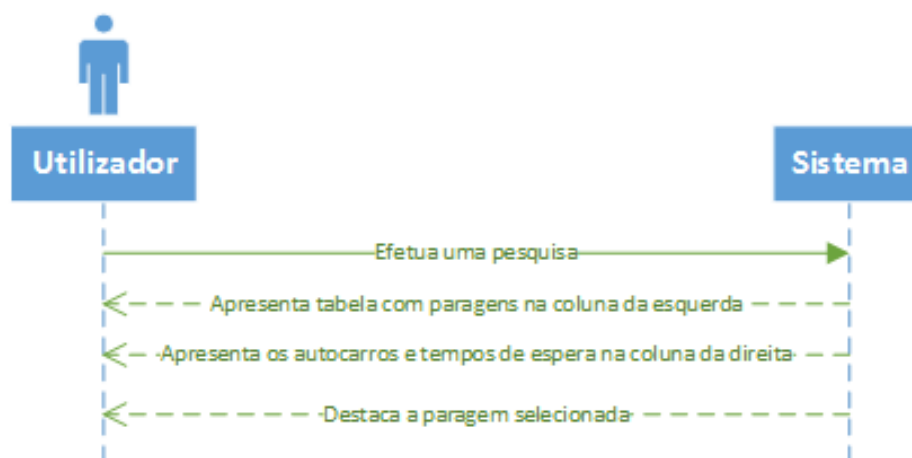 Utilizador
Sistema
Efetua uma pesquisa
Apresenta tabela com paragens na coluna da esquerda
Apresenta os autocarros e tempos de espera na coluna da direita
Destaca a paragem selecionada